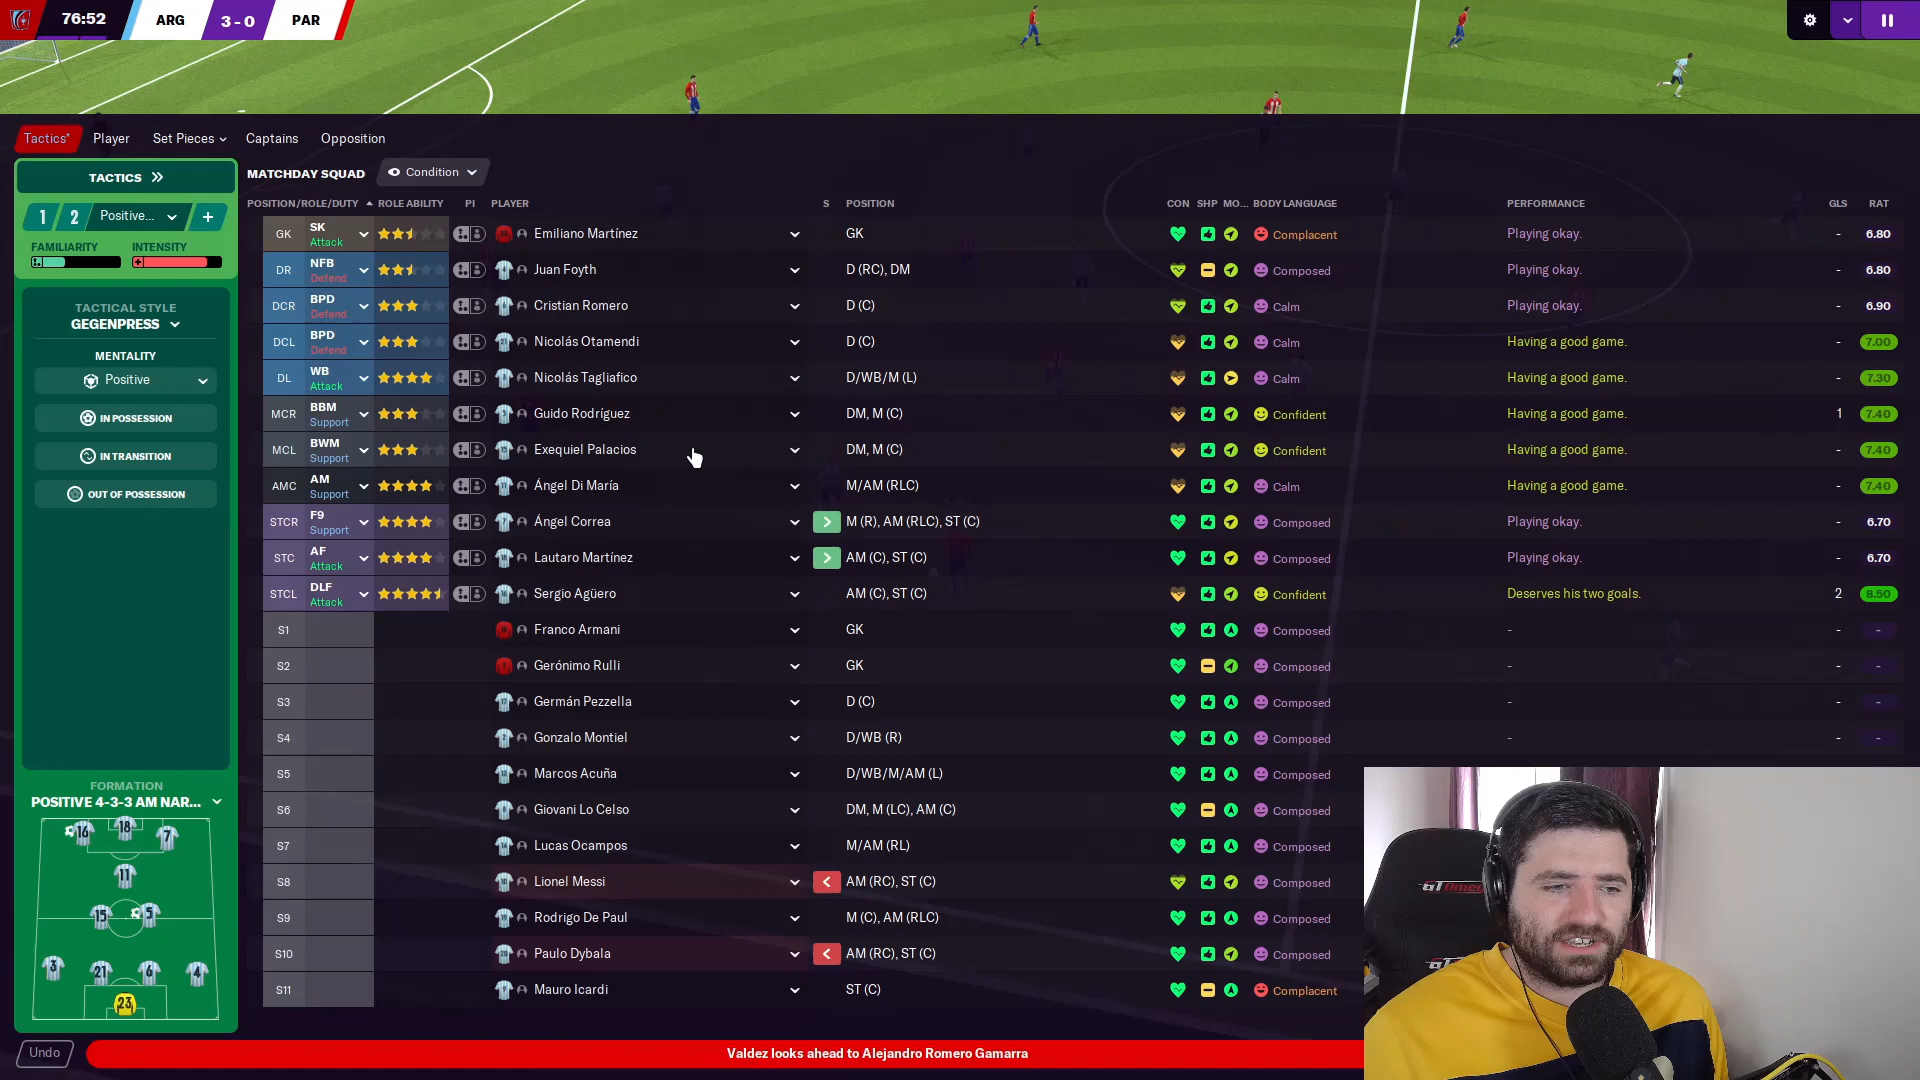 76:52 ARG 3 - 0 PAR
Tactics* Player Set Pieces Captains Opposition
TACTICS
1 2 Positive... +
FAMILIARITY INTENSITY
TACTICAL STYLE
GEGENPRESS
MENTALITY
Positive
IN POSSESSION
IN TRANSITION
OUT OF POSSESSION
FORMATION
POSITIVE 4-3-3 AM NAR...
16 18 7
11
15 5
3 21 6 4
23
MATCHDAY SQUAD Condition
POSITION/ROLE/DUTY ROLE ABILITY PI PLAYER S POSITION CON SHP MO... BODY LANGUAGE PERFORMANCE GLS RAT
GK SK Attack Emiliano Martínez GK Complacent Playing okay. - 6.80
DR NFB Defend Juan Foyth D (RC), DM Composed Playing okay. - 6.80
DCR BPD Defend Cristian Romero D (C) Calm Playing okay. - 6.90
DCL BPD Defend Nicolás Otamendi D (C) Calm Having a good game. - 7.00
DL WB Attack Nicolás Tagliafico D/WB/M (L) Calm Having a good game. - 7.30
MCR BBM Support Guido Rodríguez DM, M (C) Confident Having a good game. 1 7.40
MCL BWM Support Exequiel Palacios DM, M (C) Confident Having a good game. - 7.40
AMC AM Support Ángel Di María M/AM (RLC) Calm Having a good game. - 7.40
STCR F9 Support Ángel Correa M (R), AM (RLC), ST (C) Composed Playing okay. - 6.70
STC AF Attack Lautaro Martínez AM (C), ST (C) Composed Playing okay. - 6.70
STCL DLF Attack Sergio Agüero AM (C), ST (C) Confident Deserves his two goals. 2 8.50
S1 Franco Armani GK Composed - - -
S2 Gerónimo Rulli GK Composed - - -
S3 Germán Pezzella D (C) Composed - - -
S4 Gonzalo Montiel D/WB (R) Composed - - -
S5 Marcos Acuña D/WB/M/AM (L) Composed
S6 Giovani Lo Celso DM, M (LC), AM (C) Composed
S7 Lucas Ocampos M/AM (RL) Composed
S8 Lionel Messi AM (RC), ST (C) Composed
S9 Rodrigo De Paul M (C), AM (RLC) Composed
S10 Paulo Dybala AM (RC), ST (C) Composed
S11 Mauro Icardi ST (C) Complacent
Undo
Valdez looks ahead to Alejandro Romero Gamarra